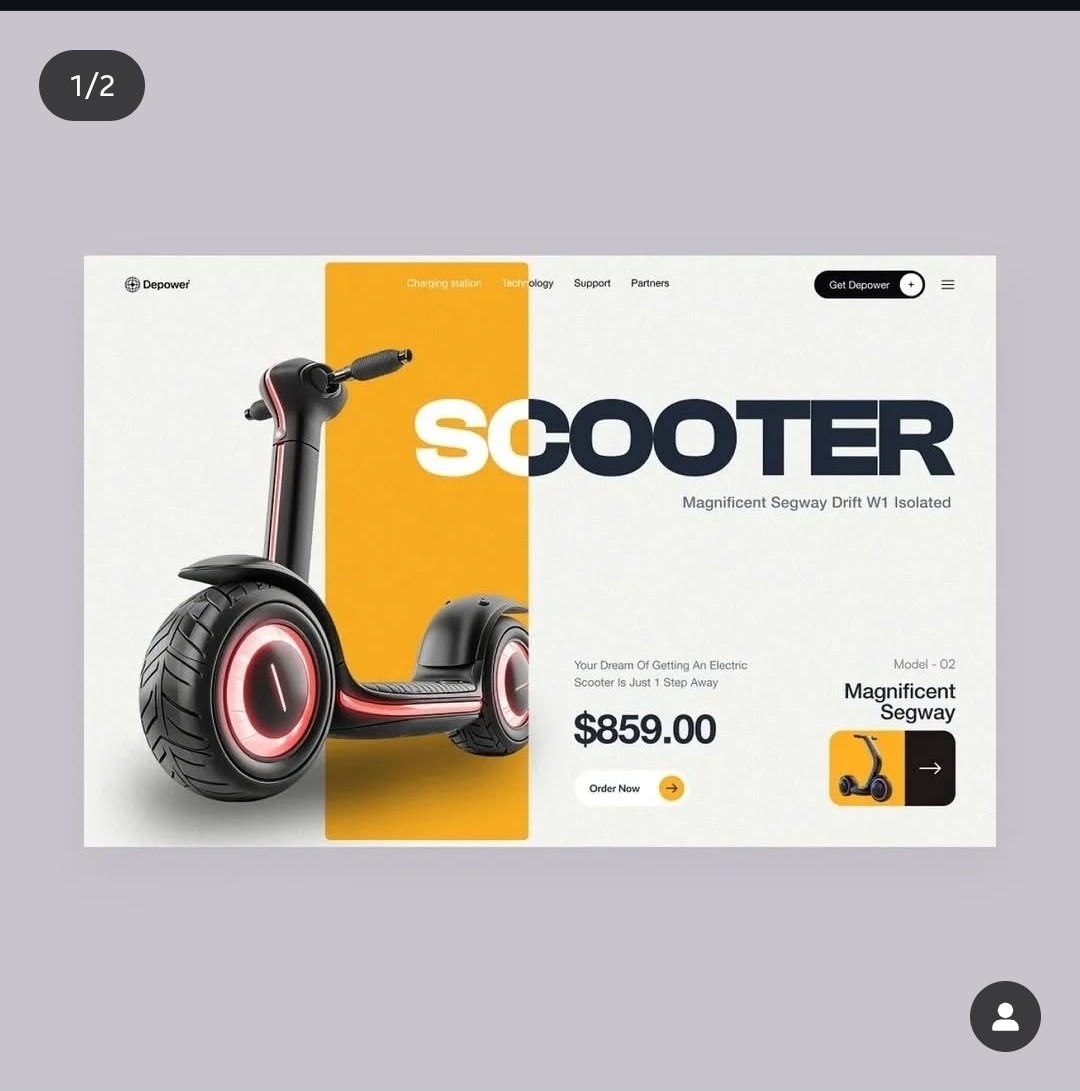 1/2
Depower
Charging station
Technology
Support
Partners
Get Depower +
SCOOTER
Magnificent Segway Drift W1 Isolated
Your Dream Of Getting An Electric
Scooter Is Just 1 Step Away
$859.00
Order Now
Model - 02
Magnificent
Segway